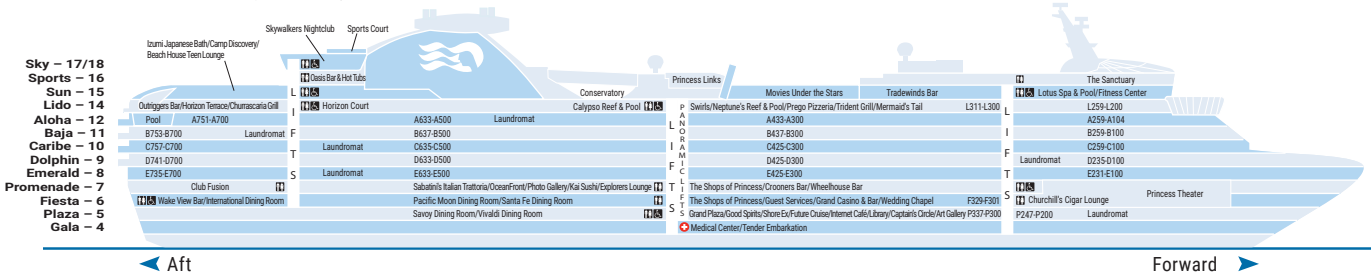 Skywalkers Nightclub Sports Court
Izumi Japanese Bath/Camp Discovery/
Beach House Teen Lounge
Sky – 17/18
Sports – 16 Oasis Bar & Hot Tubs Princess Links The Sanctuary
Sun – 15 Conservatory Movies Under the Stars Tradewinds Bar Lotus Spa & Pool/Fitness Center
Lido – 14 Outriggers Bar/Horizon Terrace/Churrascaria Grill Horizon Court Calypso Reef & Pool Swirls/Neptune's Reef & Pool/Prego Pizzeria/Trident Grill/Mermaid's Tail L311-L300 L259-L200
Aloha – 12 Pool A751-A700 A633-A500 Laundromat A433-A300 A259-A104
Baja – 11 B753-B700 Laundromat B637-B500 B437-B300 B259-B100
Caribe – 10 C757-C700 Laundromat C635-C500 C425-C300 C259-C100
Dolphin – 9 D741-D700 D633-D500 D425-D300 Laundromat D235-D100
Emerald – 8 E735-E700 Laundromat E633-E500 E425-E300 E231-E100
Promenade – 7 Club Fusion Sabatini's Italian Trattoria/OceanFront/Photo Gallery/Kai Sushi/Explorers Lounge The Shops of Princess/Crooners Bar/Wheelhouse Bar Princess Theater
Fiesta – 6 Wake View Bar/International Dining Room Pacific Moon Dining Room/Santa Fe Dining Room The Shops of Princess/Guest Services/Grand Casino & Bar/Wedding Chapel F329-F301 Churchill's Cigar Lounge
Plaza – 5 Savoy Dining Room/Vivaldi Dining Room Grand Plaza/Good Spirits/Shore Ex/Future Cruise/Internet Café/Library/Captain's Circle/Art Gallery P337-P300 P247-P200 Laundromat
Gala – 4 Medical Center/Tender Embarkation
LIFTS
LIFTS
PANORAMIC LIFTS
LIFTS
Aft Forward